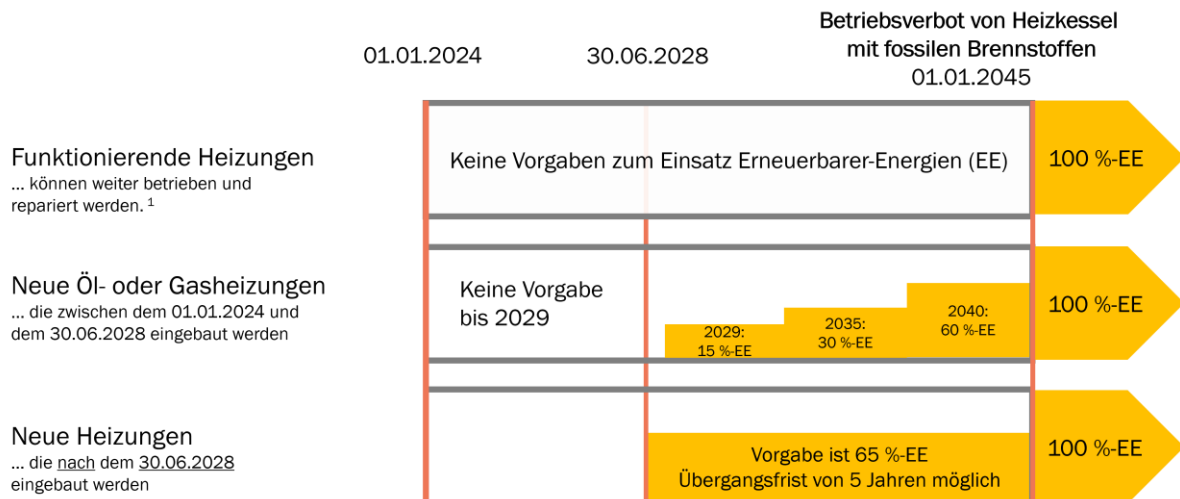 Betriebsverbot von Heizkessel
mit fossilen Brennstoffen
01.01.2024
30.06.2028
01.01.2045
Funktionierende Heizungen
... können weiter betrieben und
repariert werden. ¹
Keine Vorgaben zum Einsatz Erneuerbarer-Energien (EE)
100 %-EE
Neue Öl- oder Gasheizungen
... die zwischen dem 01.01.2024 und
dem 30.06.2028 eingebaut werden
Keine Vorgabe
bis 2029
2029:
15 %-EE
2035:
30 %-EE
2040:
60 %-EE
100 %-EE
Neue Heizungen
... die nach dem 30.06.2028
eingebaut werden
Vorgabe ist 65 %-EE
Übergangsfrist von 5 Jahren möglich
100 %-EE